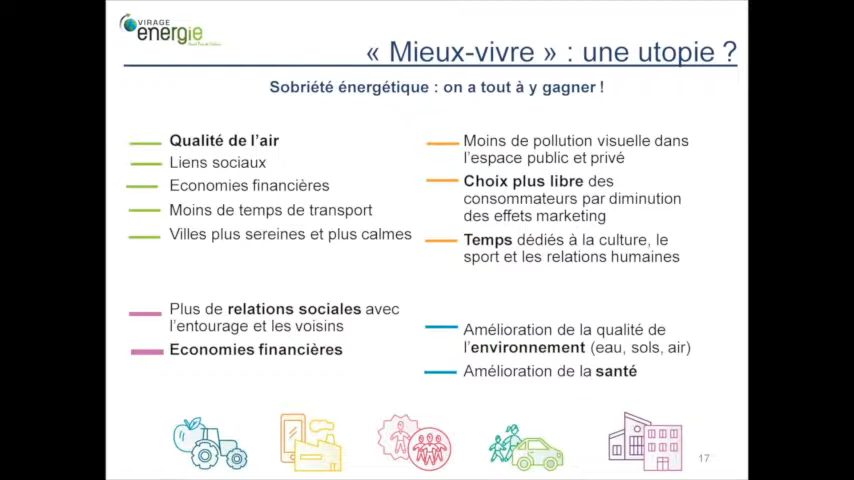 VIRAGE
énergie
« Mieux-vivre » : une utopie ?
Sobriété énergétique : on a tout à y gagner !
Qualité de l'air
Liens sociaux
Economies financières
Moins de temps de transport
Villes plus sereines et plus calmes
Moins de pollution visuelle dans
l'espace public et privé
Choix plus libre des
consommateurs par diminution
des effets marketing
Temps dédiés à la culture, le
sport et les relations humaines
Plus de relations sociales avec
l'entourage et les voisins
Economies financières
Amélioration de la qualité de
l'environnement (eau, sols, air)
Amélioration de la santé
17